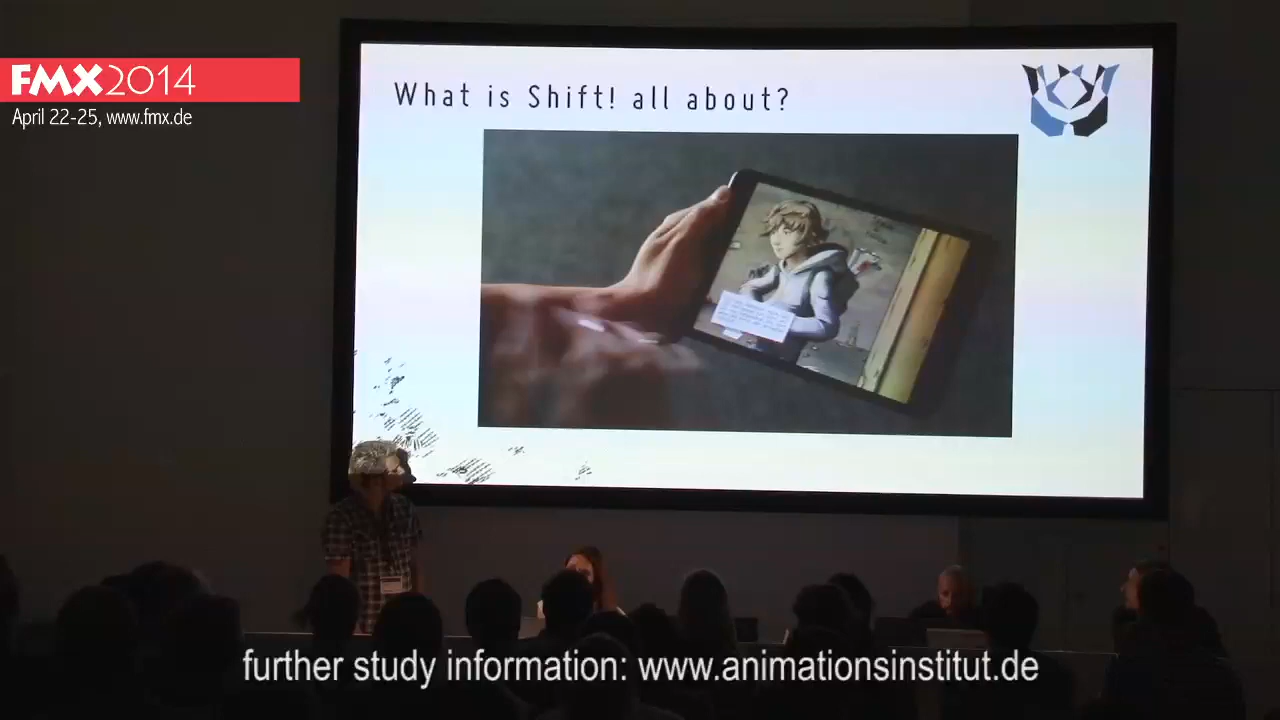 FMX2014
April 22-25, www.fmx.de
What is Shift! all about?
further study information: www.animationsinstitut.de